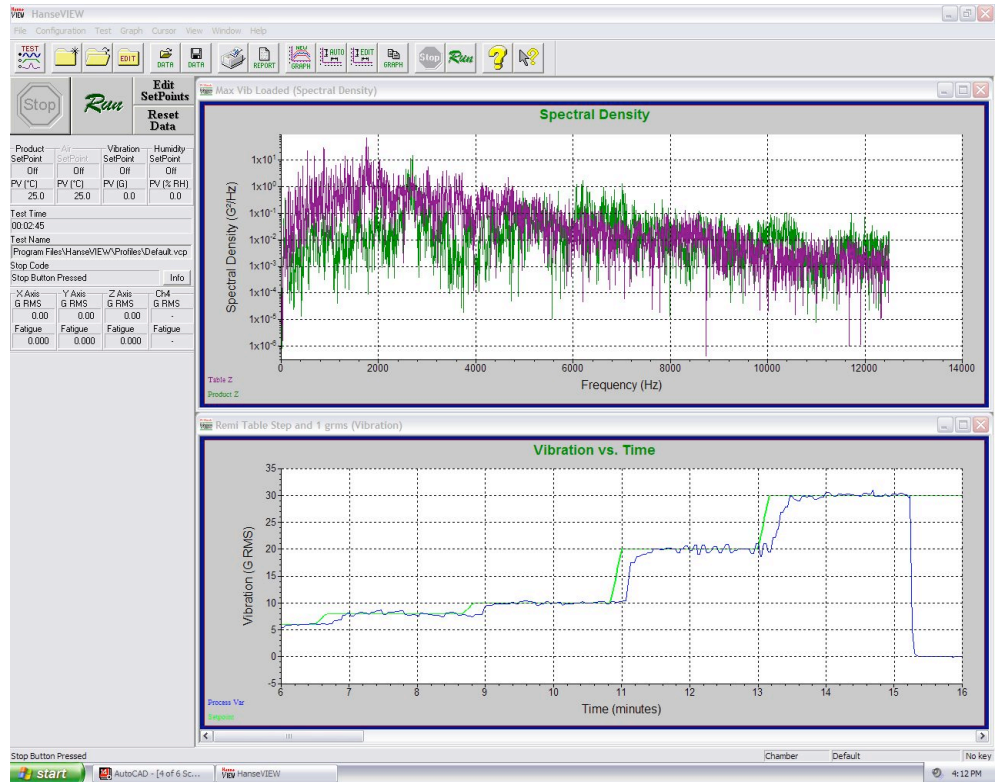 HanseVIEW
File Configuration Test Graph Cursor View Window Help
TEST EDIT DATA DATA REPORT NEW GRAPH AUTO EDIT GRAPH Stop Run
Stop Run Edit SetPoints
Reset Data
Product Air Vibration Humidity
SetPoint SetPoint SetPoint SetPoint
Off Off Off Off
PV (°C) PV (°C) PV (G) PV (% RH)
25.0 25.0 0.0 0.0
Test Time
00:02:45
Test Name
Program Files\HanseVIEW\Profiles\Default.vcp
Stop Code
Stop Button Pressed Info
X Axis Y Axis Z Axis Ch4
G RMS G RMS G RMS G RMS
0.00 0.00 0.00 -
Fatigue Fatigue Fatigue Fatigue
0.000 0.000 0.000 -
Max Vib Loaded (Spectral Density)
Spectral Density
Spectral Density (G²/Hz)
1x10¹
1x10⁰
1x10⁻¹
1x10⁻²
1x10⁻³
1x10⁻⁴
1x10⁻⁵
1x10⁻⁶
0 2000 4000 6000 8000 10000 12000 14000
Frequency (Hz)
Table Z
Product Z
Remi Table Step and 1 grms (Vibration)
Vibration vs. Time
Vibration (G RMS)
35
30
25
20
15
10
5
0
-5
6 7 8 9 10 11 12 13 14 15 16
Time (minutes)
Process Var
Setpoint
Stop Button Pressed Chamber Default No key
start AutoCAD - [4 of 6 Sc... HanseVIEW 4:12 PM